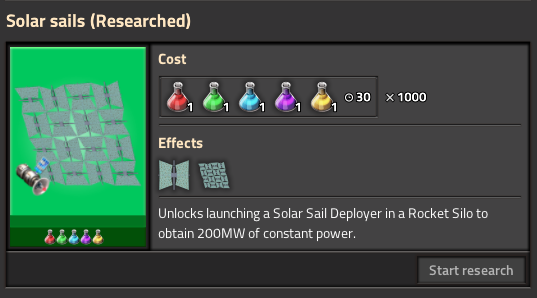 Solar sails (Researched)
Cost
1 1 1 1 1 30 × 1000
Effects
Unlocks launching a Solar Sail Deployer in a Rocket Silo to
obtain 200MW of constant power.
Start research